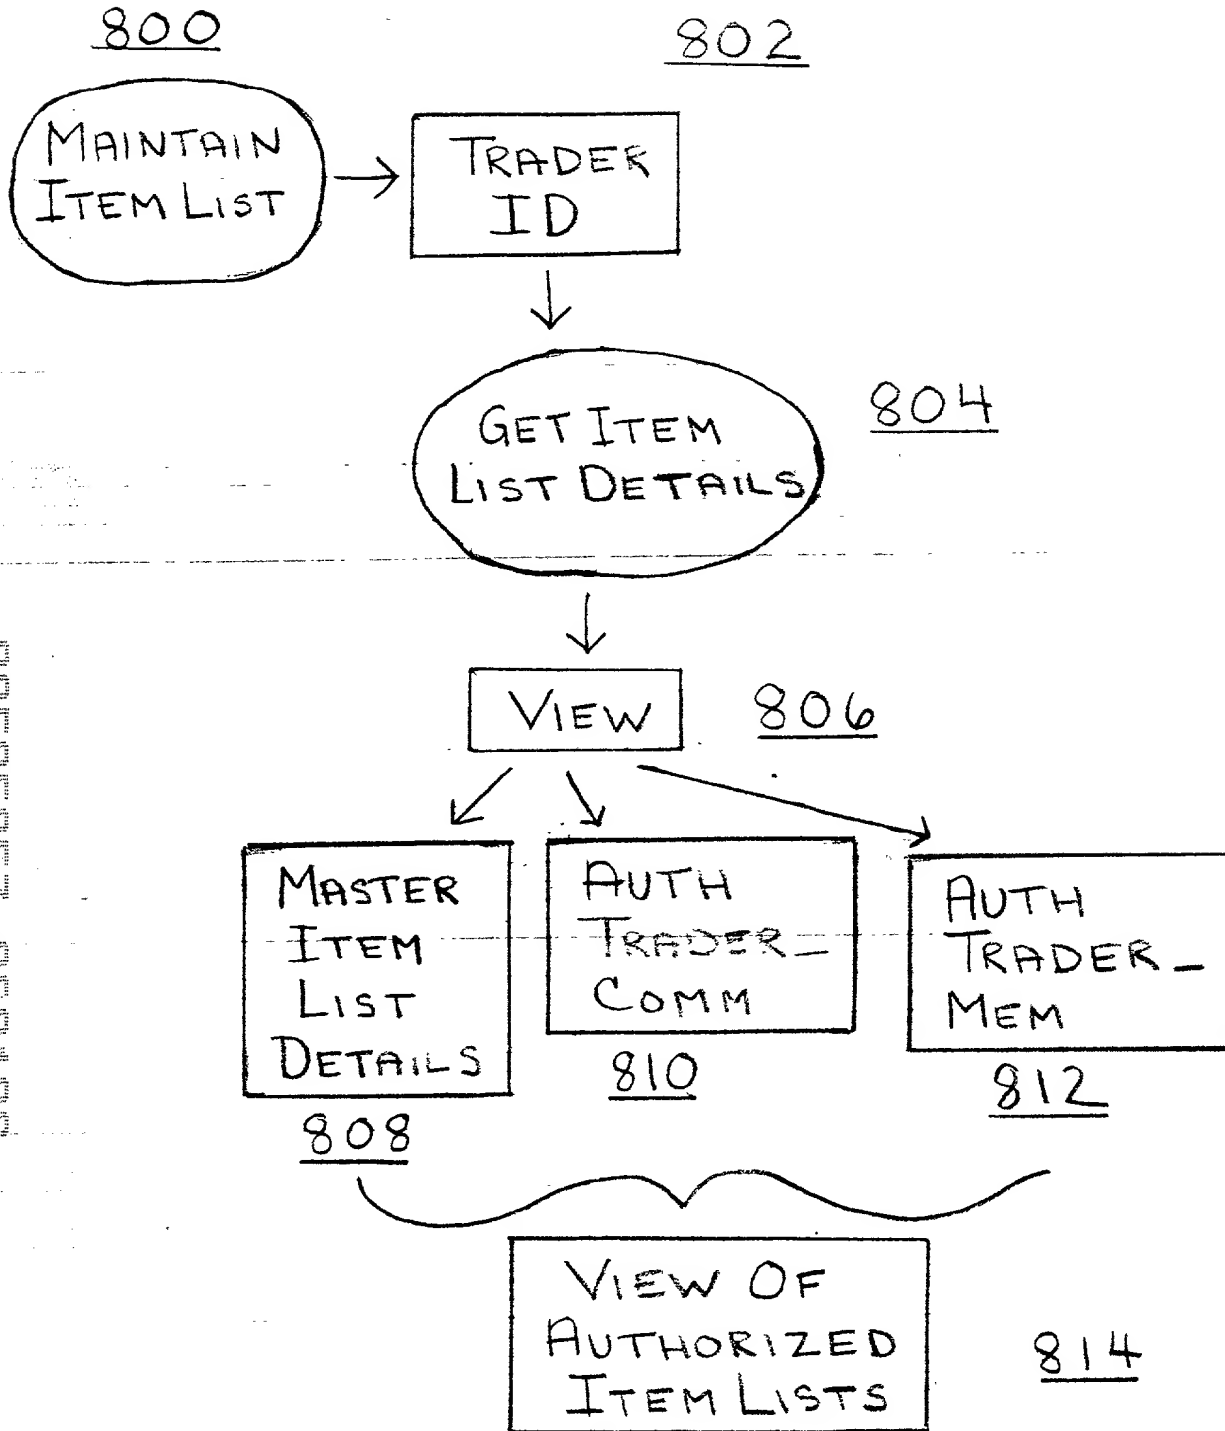 800
802
MAINTAIN
ITEM LIST
TRADER
ID
804
GET ITEM
LIST DETAILS
VIEW
806
MASTER
ITEM
LIST
DETAILS
AUTH
TRADER_
COMM
AUTH
TRADER_
MEM
808
810
812
VIEW OF
AUTHORIZED
ITEM LISTS
814